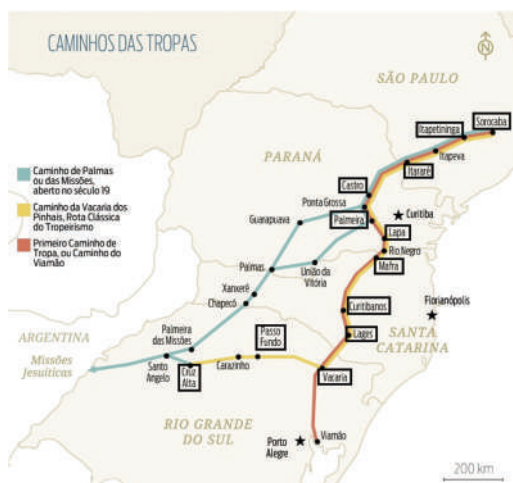 CAMINHOS DAS TROPAS
N
SÃO PAULO
Itapetininga
Sorocaba
Itararé
Itapeva
PARANÁ
Castro
Caminho de Palmas
ou das Missões,
aberto no século 19
Caminho da Vacaria dos
Pinhais, Rota Clássica
do Tropeirismo
Primeiro Caminho de
Tropa, ou Caminho do
Viamão
Ponta Grossa
Guarapuava
Palmeira
Curitiba
Lapa
Rio Negro
Mafra
Palmas
União da
Vitória
Xanxerê
Chapecó
Curitibanos
Florianópolis
Lages
SANTA
CATARINA
ARGENTINA
Missões
Jesuíticas
Palmeira
das Missões
Passo
Fundo
Santo
Angelo
Cruz
Alta
Carazinho
Vacaria
RIO GRANDE
DO SUL
Porto
Alegre
Viamão
200 km